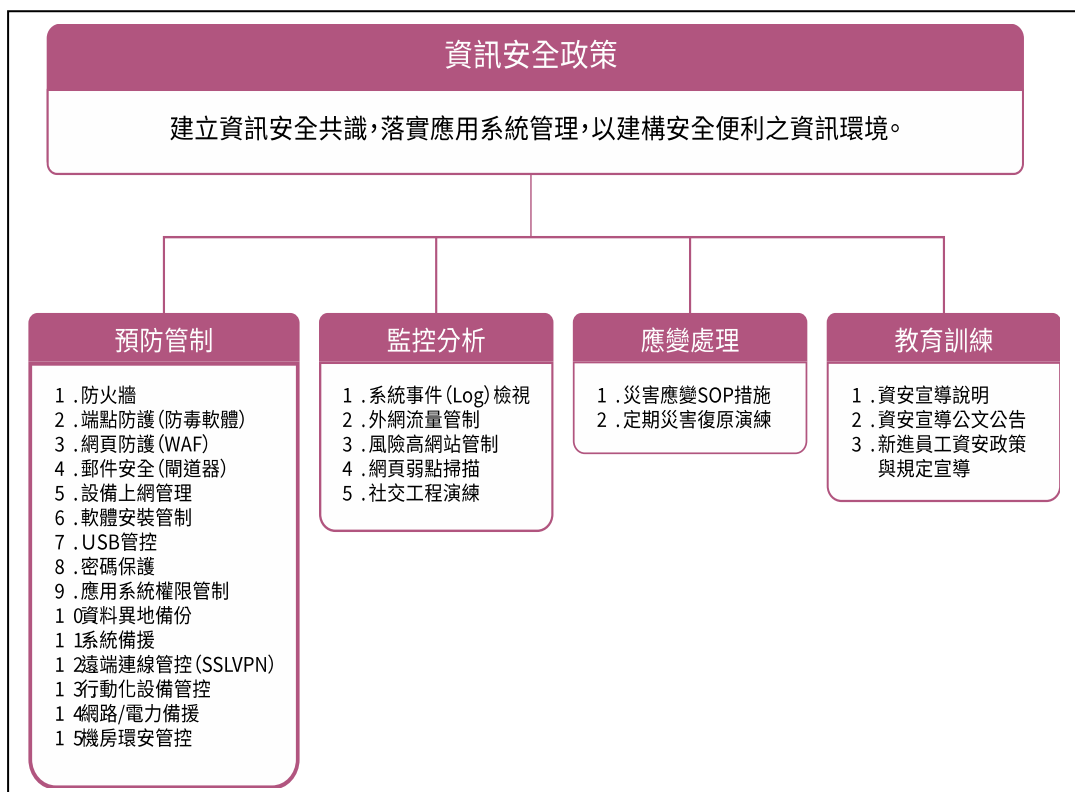 資訊安全政策
建立資訊安全共識,落實應用系統管理,以建構安全便利之資訊環境。
預防管制
1.防火牆
2.端點防護(防毒軟體)
3.網頁防護(WAF)
4.郵件安全(閘道器)
5.設備上網管理
6.軟體安裝管制
7.USB管控
8.密碼保護
9.應用系統權限管制
10資料異地備份
11系統備援
12遠端連線管控(SSLVPN)
13行動化設備管控
14網路/電力備援
15機房環安管控
監控分析
1.系統事件(Log)檢視
2.外網流量管制
3.風險高網站管制
4.網頁弱點掃描
5.社交工程演練
應變處理
1.災害應變SOP措施
2.定期災害復原演練
教育訓練
1.資安宣導說明
2.資安宣導公文公告
3.新進員工資安政策
與規定宣導